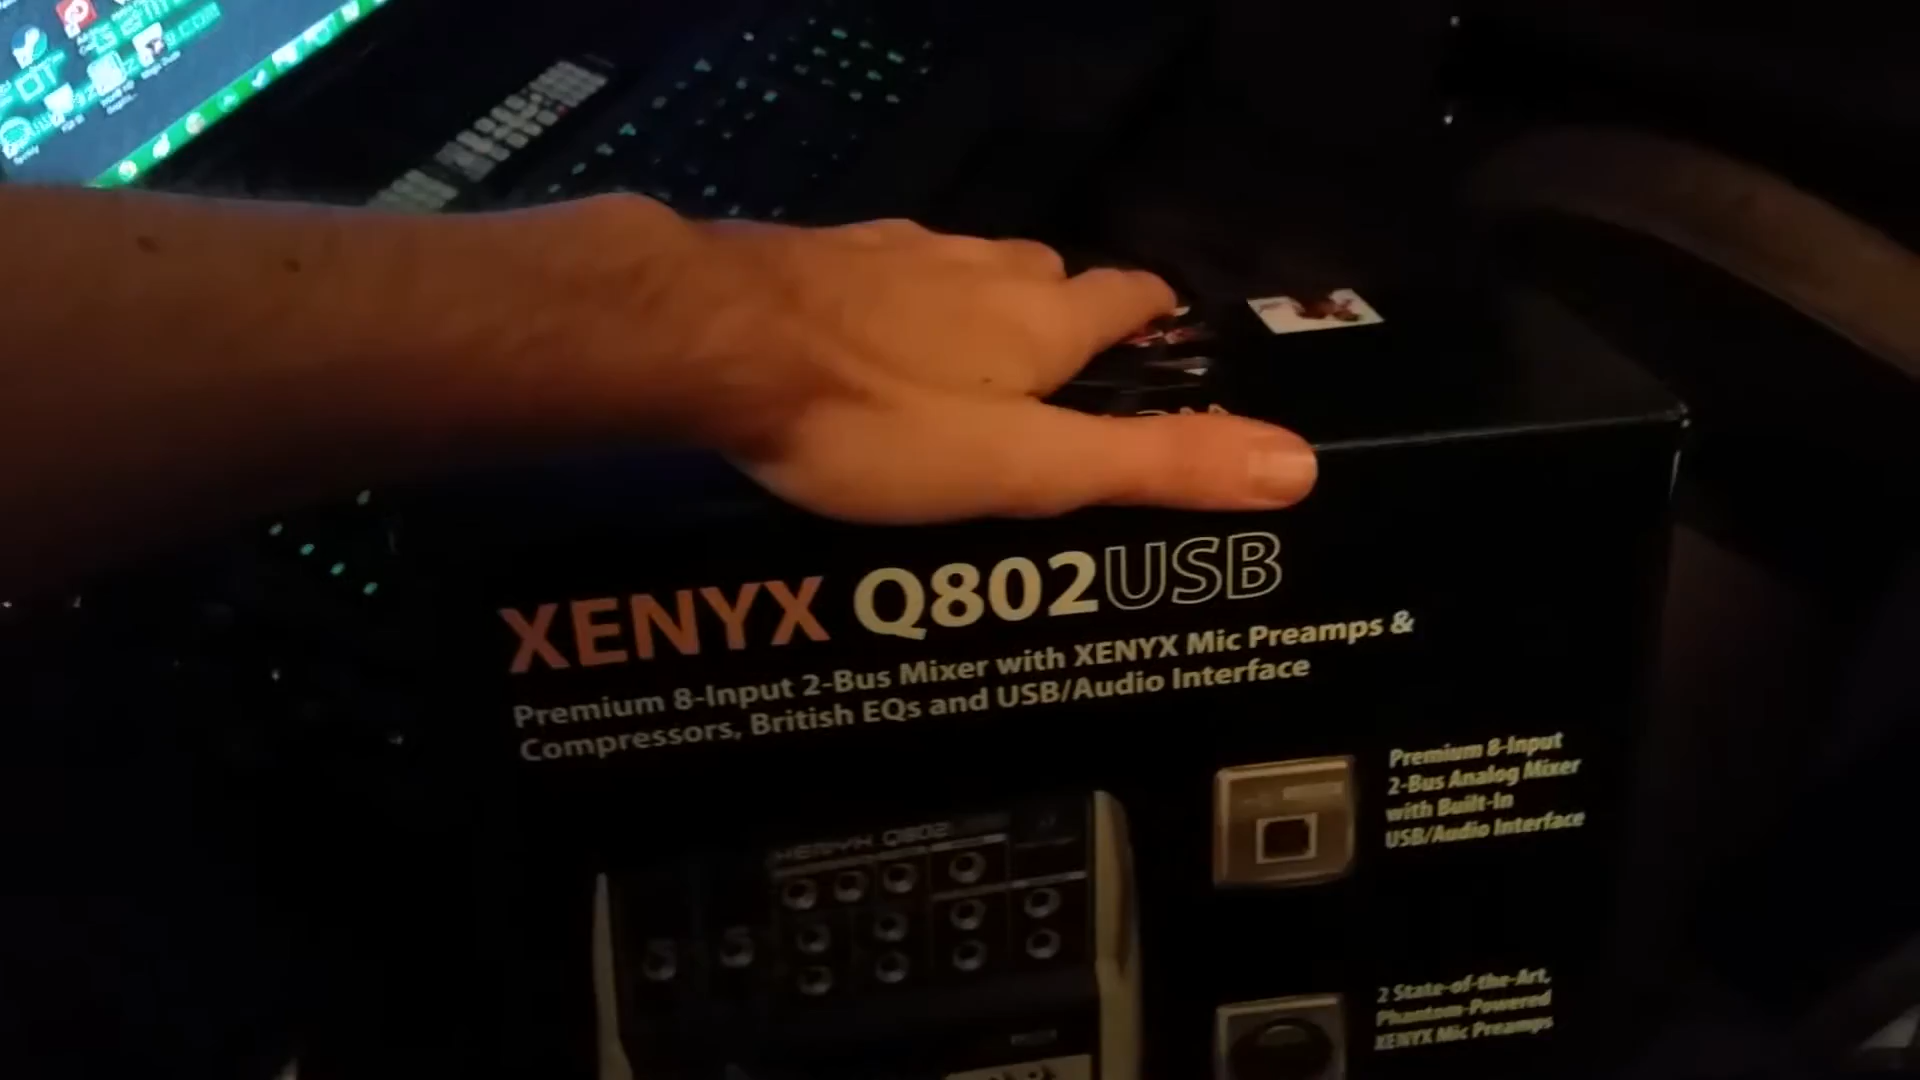 XENYX Q802USB
Premium 8-Input 2-Bus Mixer with XENYX Mic Preamps &
Compressors, British EQs and USB/Audio Interface
Premium 8-Input
2-Bus Analog Mixer
with Built-In
USB/Audio Interface
XENYX Q802
2 State-of-the-Art,
Phantom-Powered
XENYX Mic Preamps